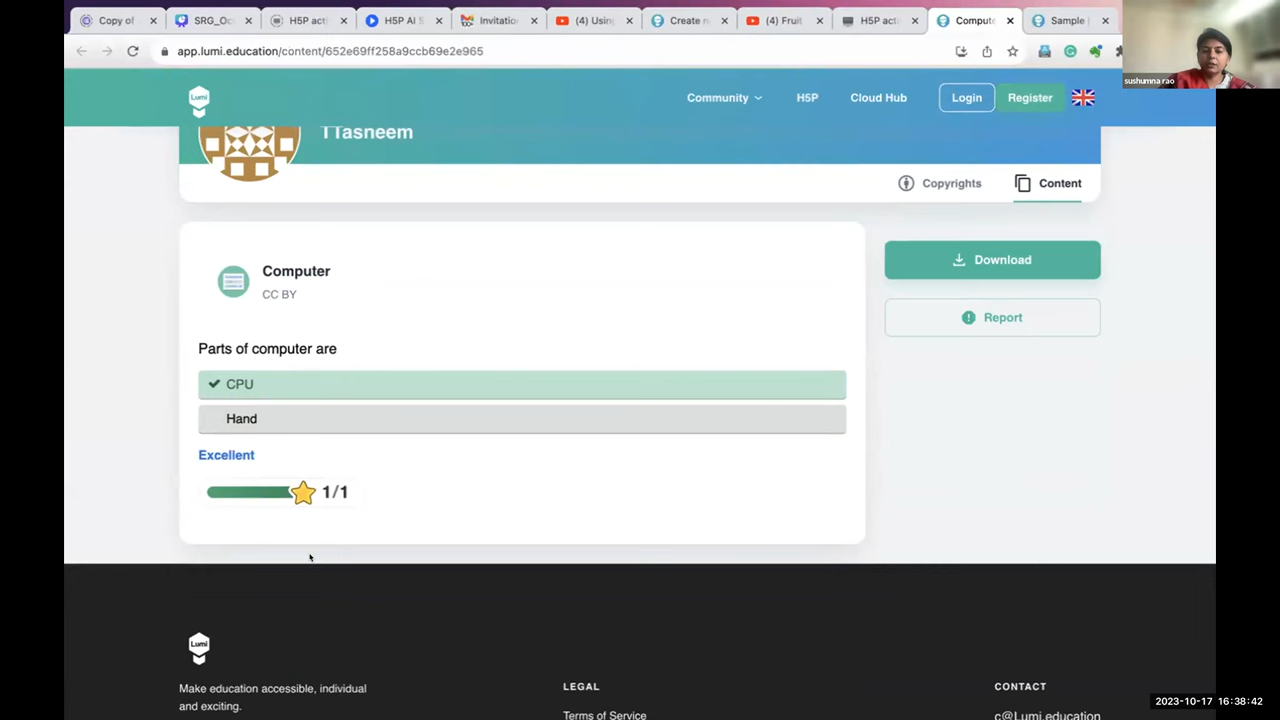 Copy of
SRG_Oc
H5P acti
H5P AI S
Invitatio
(4) Using
Create n
(4) Fruit
H5P acti
Compute
Sample
app.lumi.education/content/652e69ff258a9ccb69e2e965
sushumna rao
Lumi
Community
H5P
Cloud Hub
Login
Register
TTasneem
Copyrights
Content
Computer
CC BY
Download
Report
Parts of computer are
CPU
Hand
Excellent
1/1
Lumi
Make education accessible, individual
and exciting.
LEGAL
Terms of Service
CONTACT
c@Lumi.education
2023-10-17 16:38:42